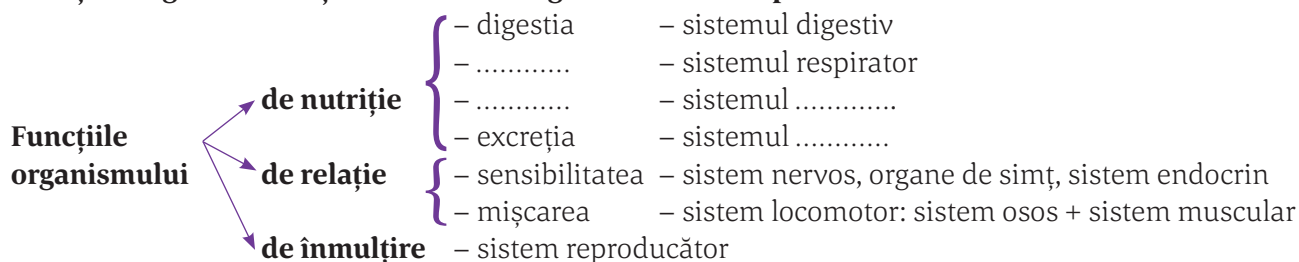 – digestia – sistemul digestiv
– ............ – sistemul respirator
de nutriție – ............ – sistemul .............
Funcțiile – excreția – sistemul ............
organismului de relație – sensibilitatea – sistem nervos, organe de simț, sistem endocrin
– mișcarea – sistem locomotor: sistem osos + sistem muscular
de înmulțire – sistem reproducător